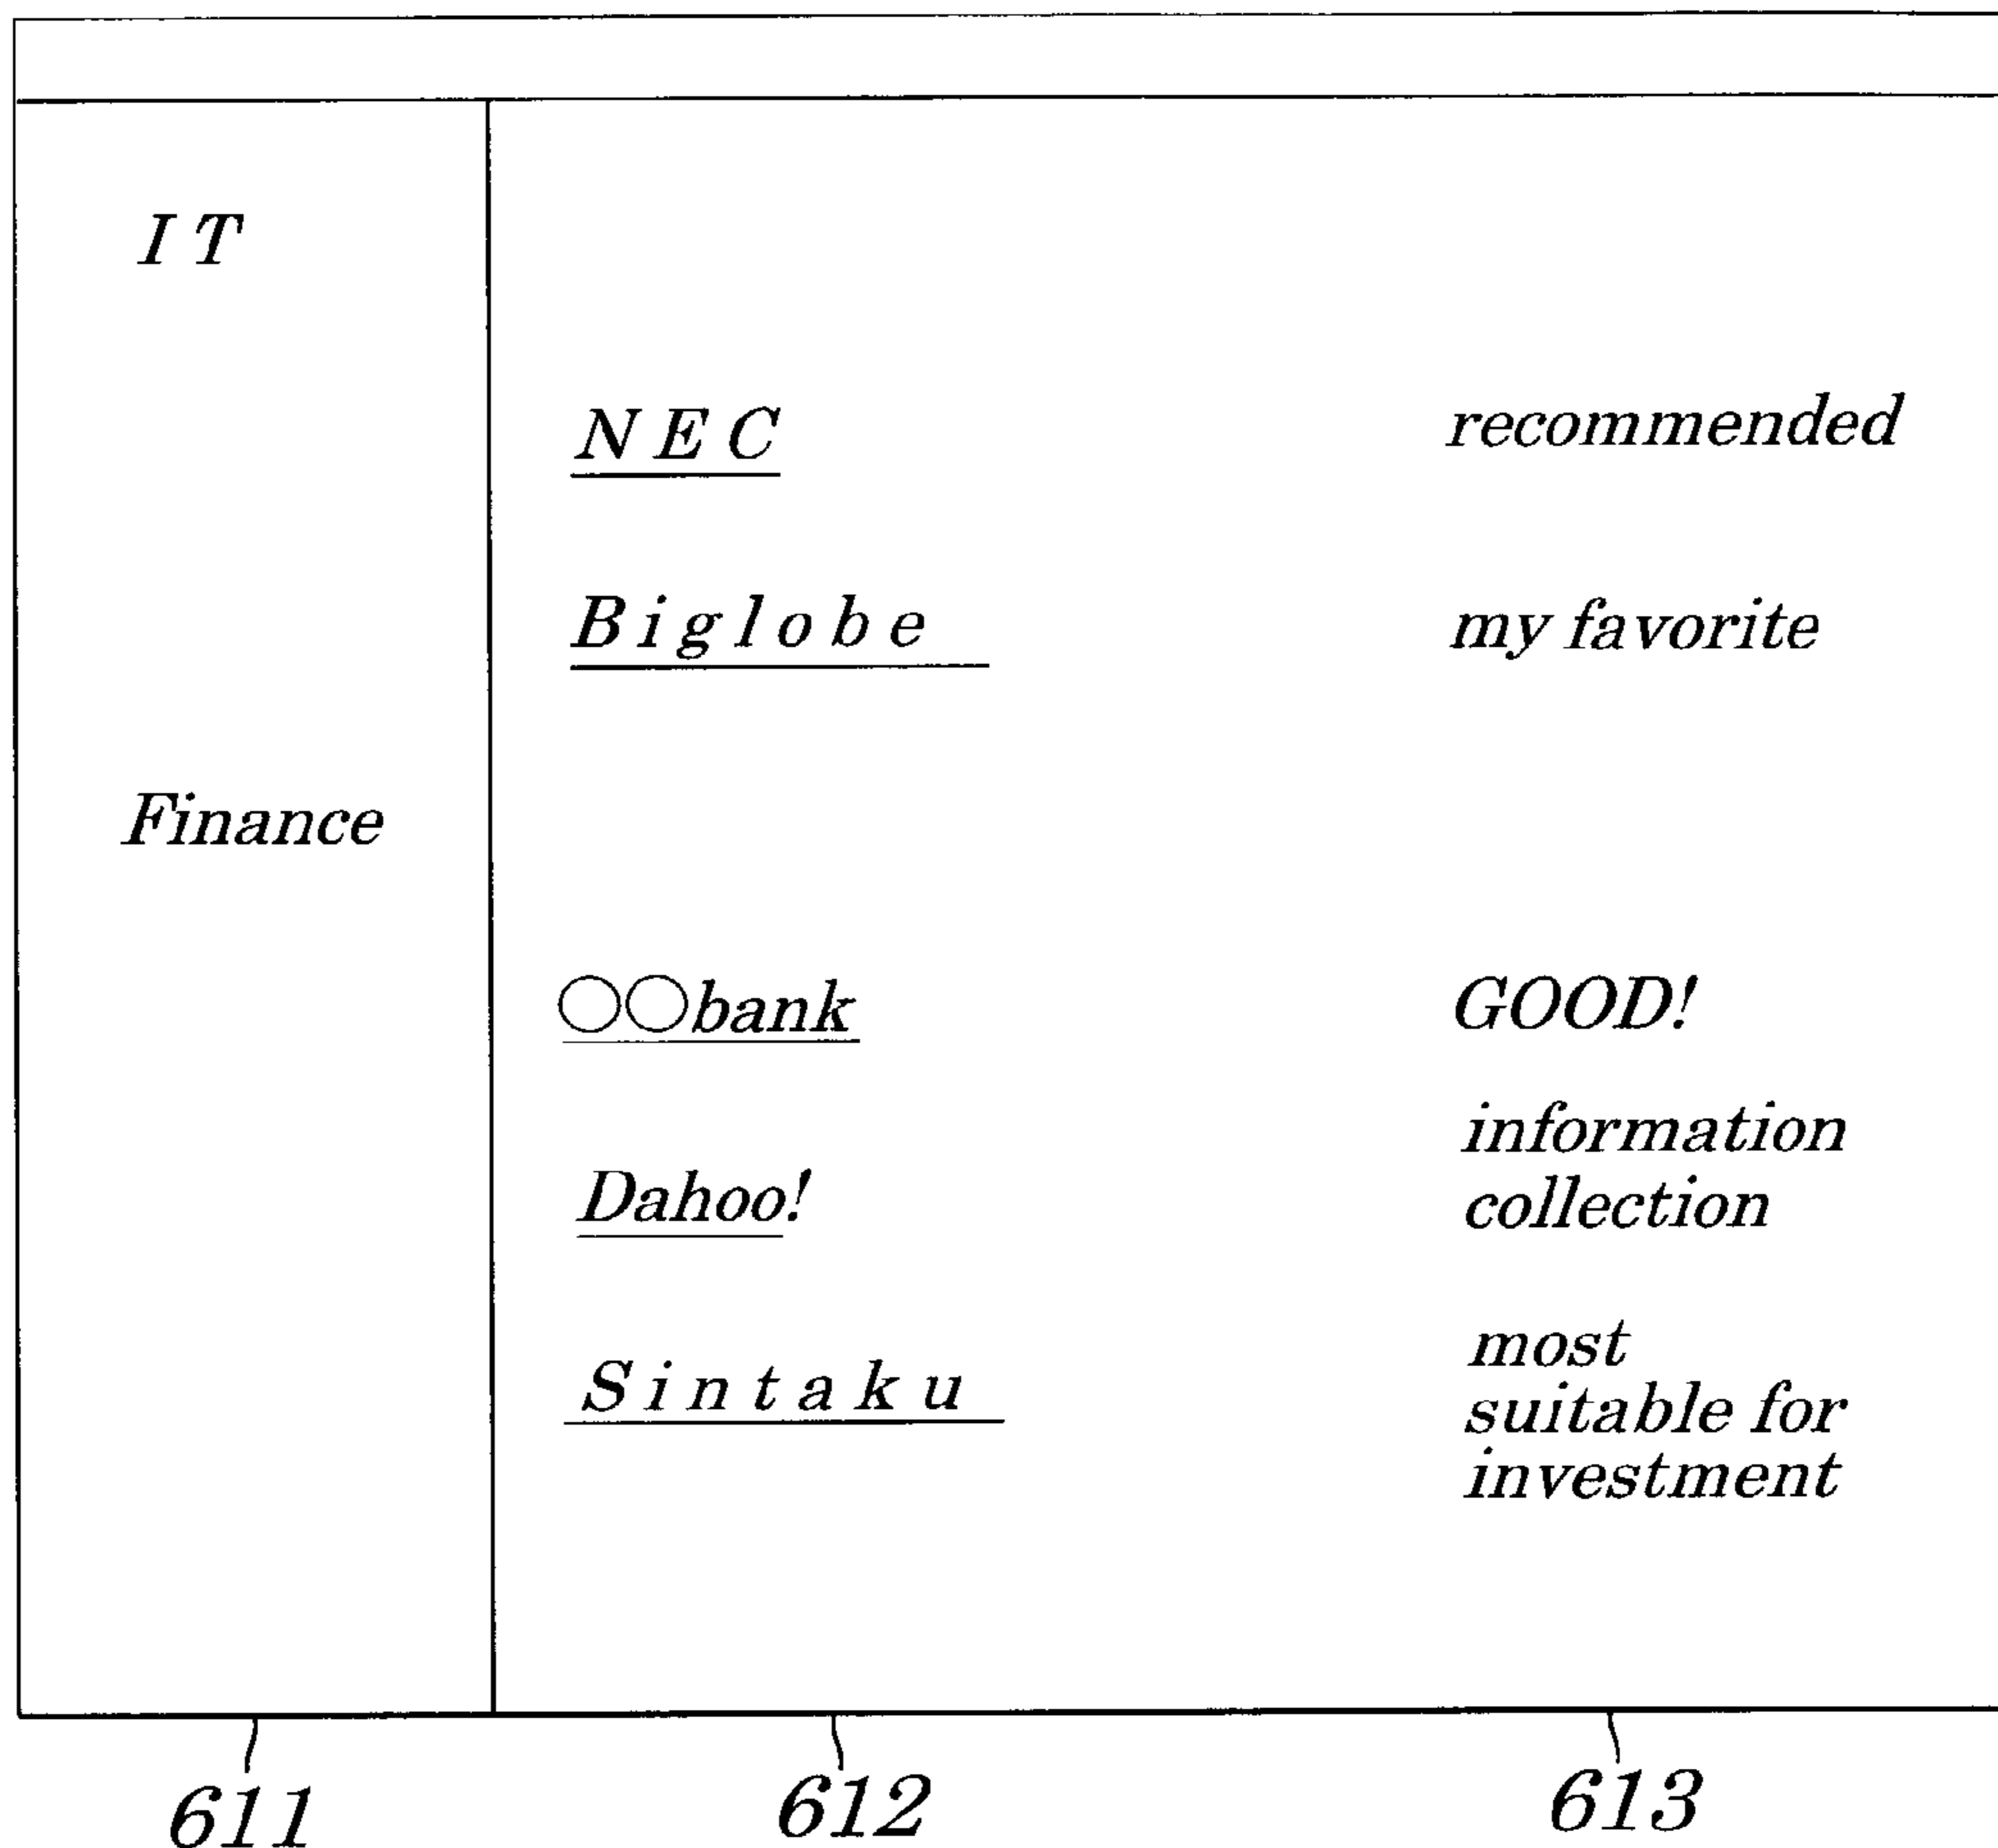 IT
NEC recommended
Biglobe my favorite
Finance
○○bank GOOD!
information
collection
Dahoo!
most
Sintaku
suitable for
investment
611 612 613